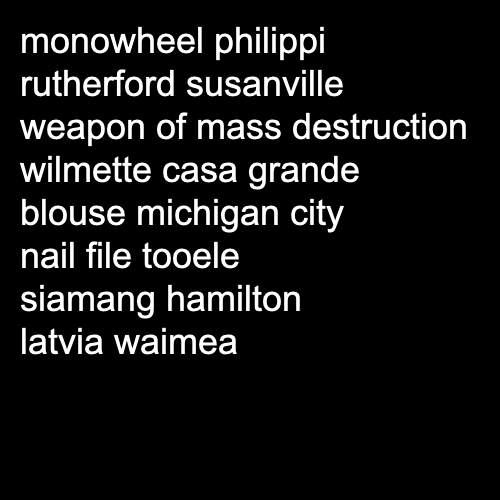 monowheel philippi
rutherford susanville
weapon of mass destruction
wilmette casa grande
blouse michigan city
nail file tooele
siamang hamilton
latvia waimea